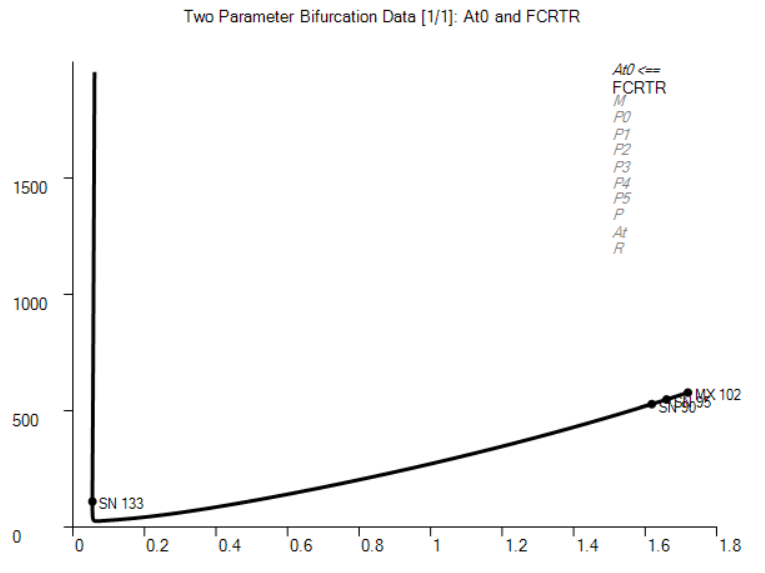 Two Parameter Bifurcation Data [1/1]: At0 and FCRTR
At0 <==
FCRTR
M
P0
P1
P2
P3
P4
P5
P
At
R
1500
1000
500
0
MX 102
SN 95
SN 90
SN 133
0
0.2
0.4
0.6
0.8
1
1.2
1.4
1.6
1.8